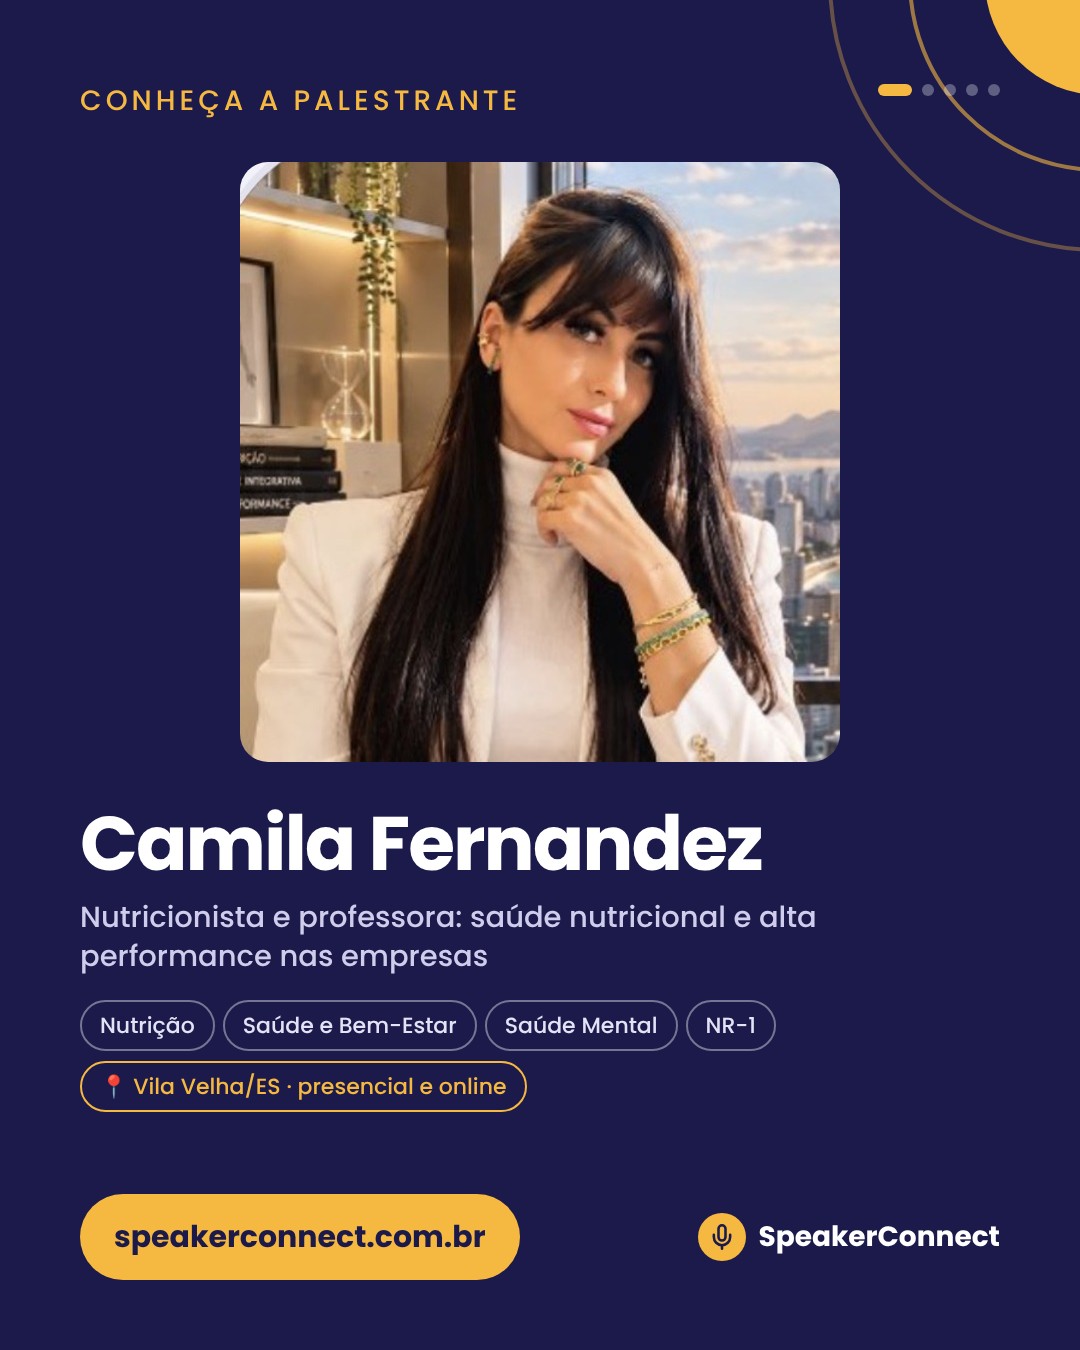 CONHEÇA A PALESTRANTE
INTEGRATIVA
Camila Fernandez
Nutricionista e professora: saúde nutricional e alta
performance nas empresas
Nutrição
Saúde e Bem-Estar
Saúde Mental
NR-1
Vila Velha/ES · presencial e online
speakerconnect.com.br
SpeakerConnect